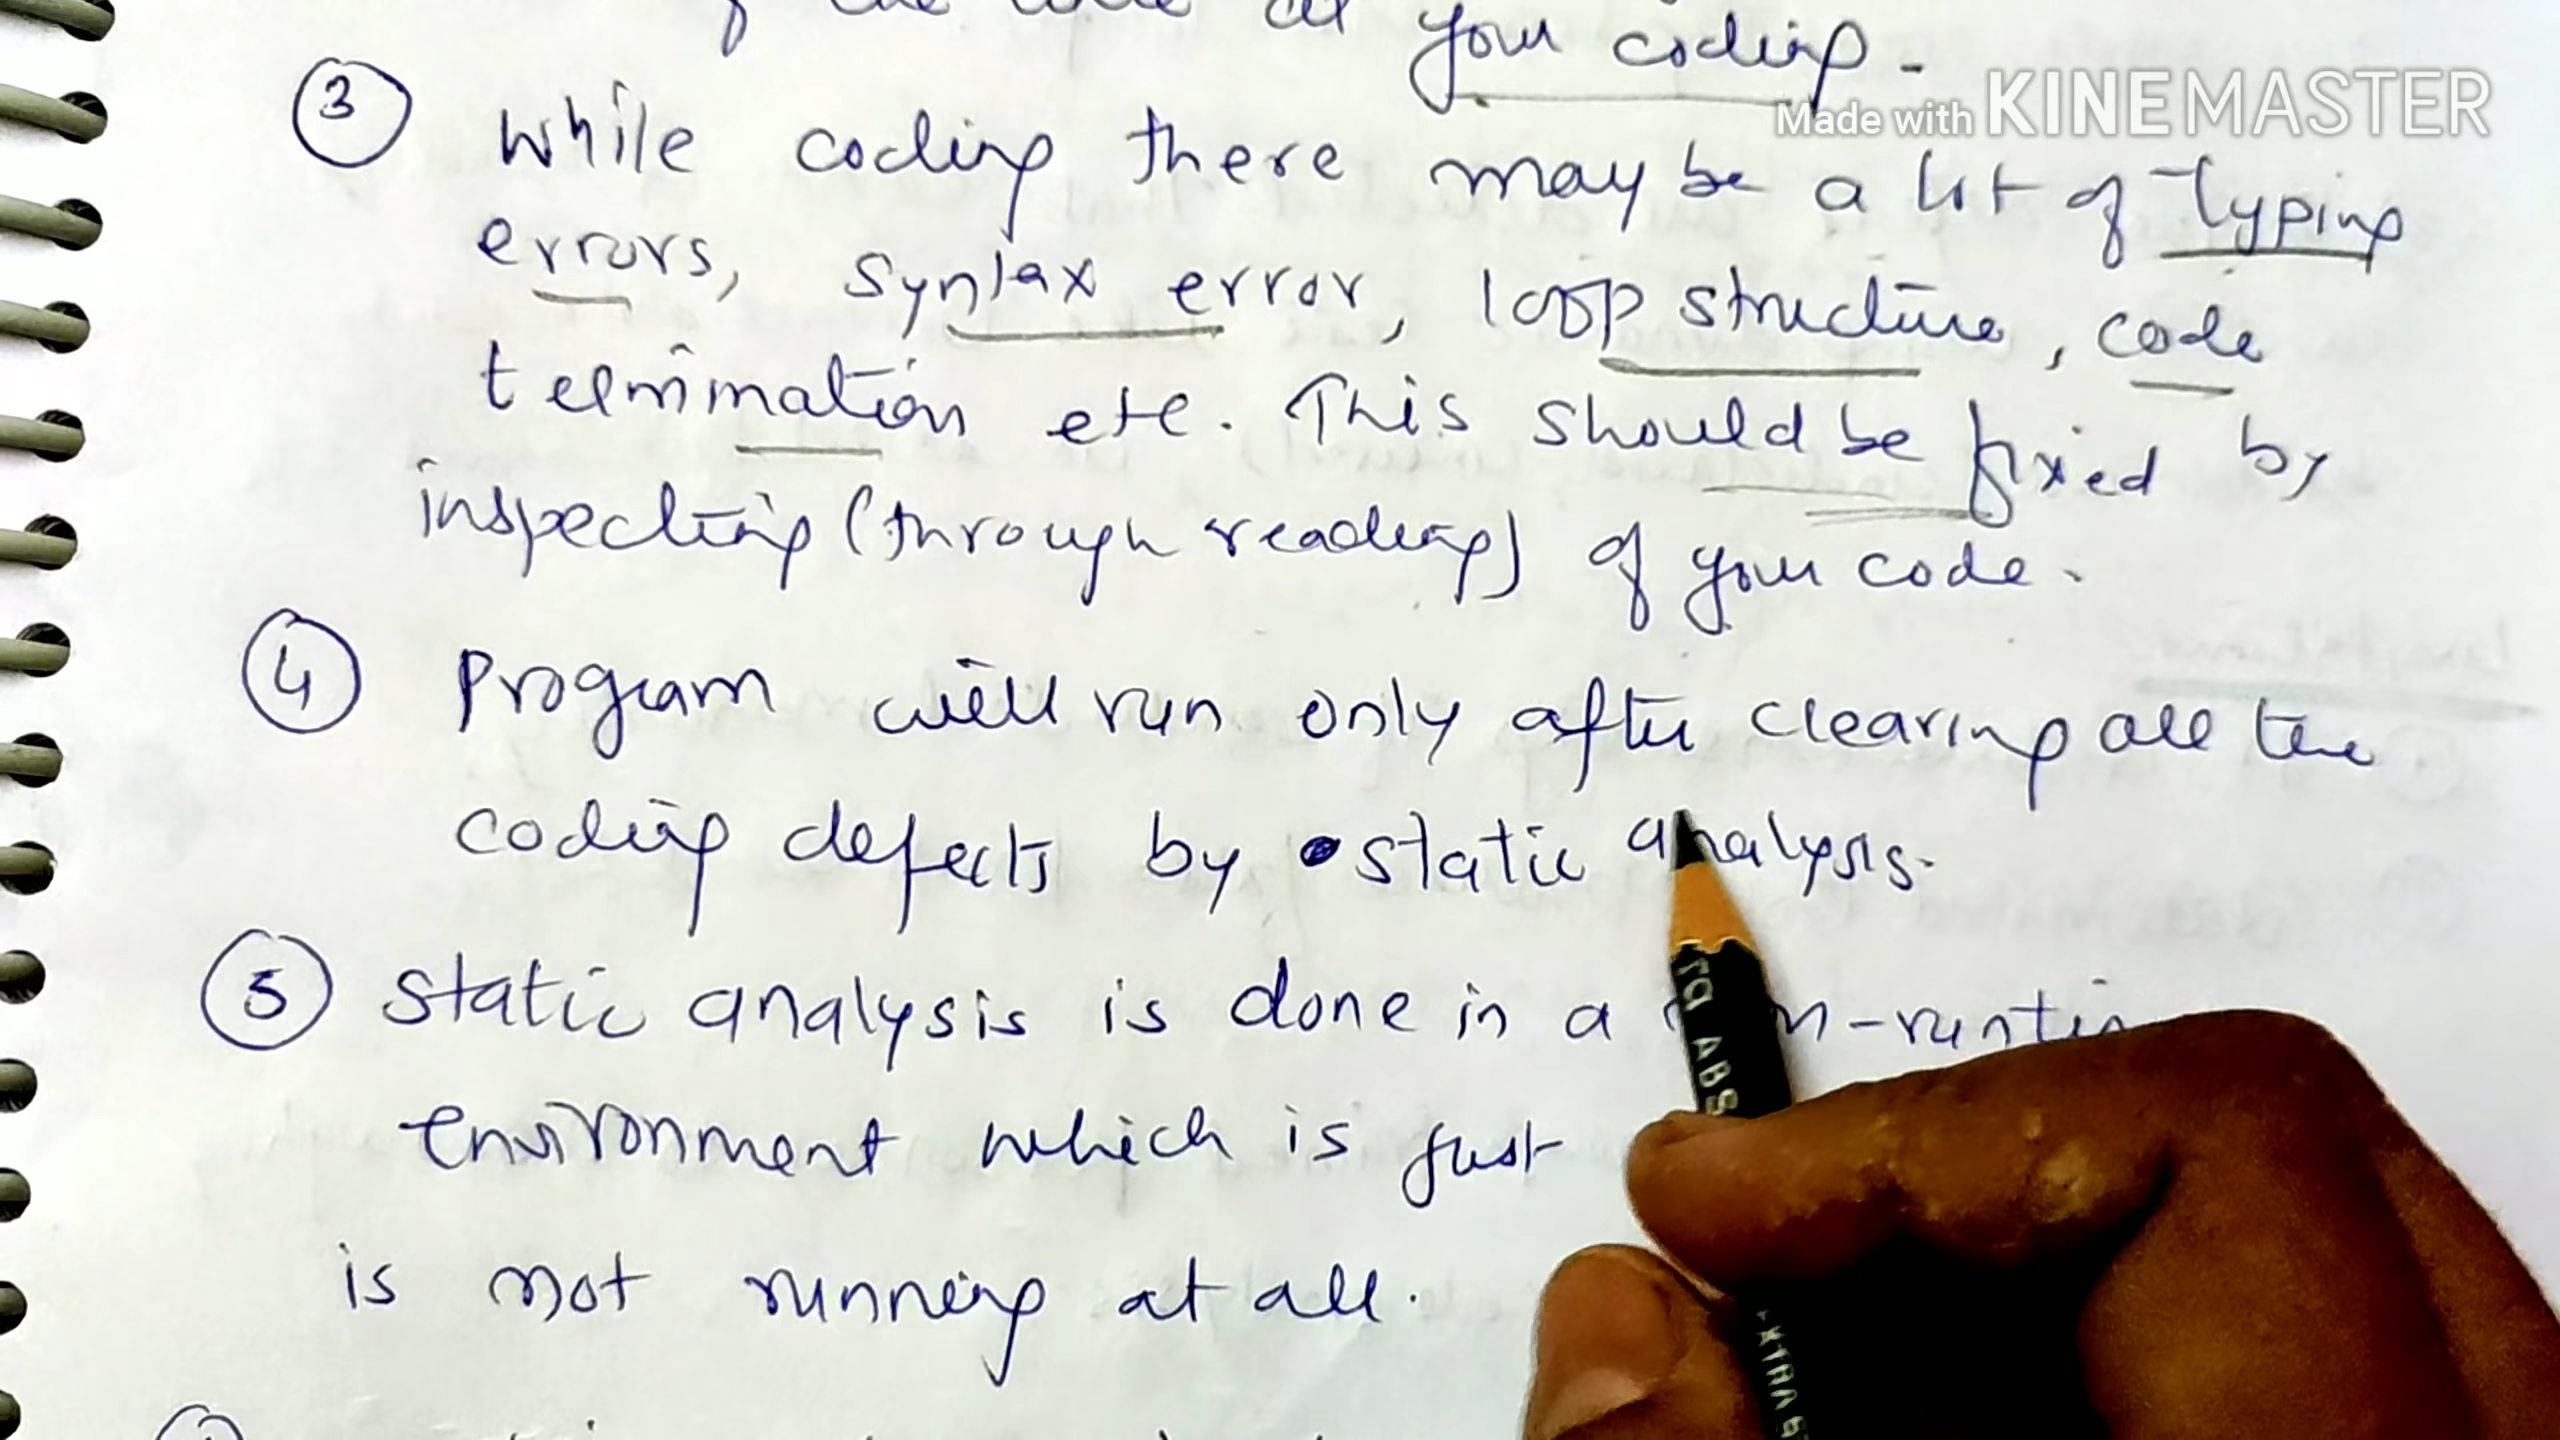 your coding.
Made with KINEMASTER
③ While coding there may be a lot of typing
errors, syntax error, loop structure, code
termination etc. This should be fixed by
inspecting (through reading) of your code.
④ Program will run only after clearing all the
coding defects by static analysis.
⑤ Static analysis is done in a
environment which is just
is not running at all.
TRA ABS
EXTRA